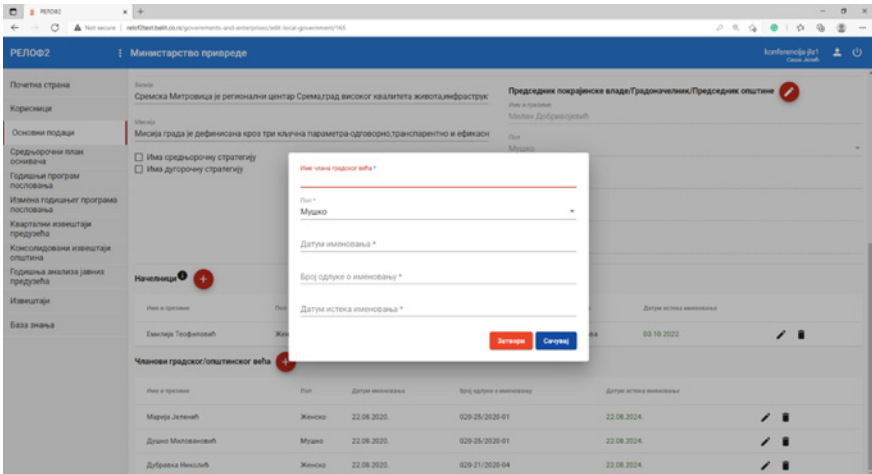 РЕЛОФ2
Not secure | relof2test.belit.co.rs/governments-and-enterprises/edit-local-government/165
РЕЛОФ2
Министарство привреде
konferencija-jls1
Почетна страна
Корисници
Основни подаци
Средњорочни план
оснивача
Годишњи програм
пословања
Измена годишњег програма
пословања
Квартални извештаји
предузећа
Консолидовани извештаји
општина
Годишња анализа јавних
предузећа
Извештаји
База знања
Визија
Сремска Митровица је регионални центар Срема,град високог квалитета живота,инфраструк
Мисија
Мисија града је дефинисана кроз три кључна параметра-одговорно,транспарентно и ефикасн
Има средњорочну стратегију
Има дугорочну стратегију
Председник покрајинске владе/Градоначелник/Председник општине
Име и презиме
Милан Добривојевић
Пол
Мушко
Име члана градског већа *
Пол *
Мушко
Датум именовања *
Број одлуке о именовању *
Датум истека именовања *
Затвори
Сачувај
Начелници
Име и презиме
Пол
Датум истека именовања
Емилија Теофиловић
Жен
03.10.2022.
Чланови градског/општинског већа
Име и презиме
Пол
Датум именовања
Број одлуке о именовању
Датум истека именовања
Марија Јеленић
Женско
22.08.2020.
020-25/2020-01
22.08.2024.
Душко Миловановић
Мушко
22.08.2020.
020-25/2020-01
22.08.2024.
Дубравка Николић
Женско
22.08.2020.
020-21/2020-04
22.08.2024.